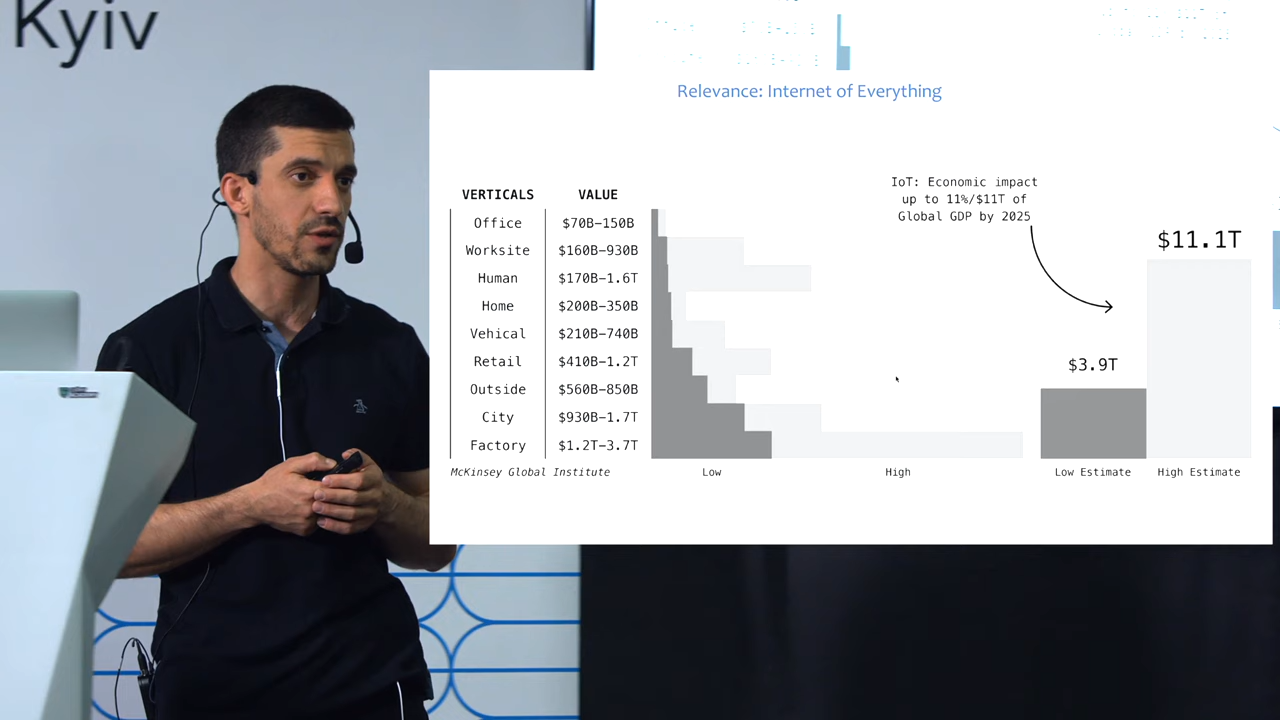 Kyiv
Relevance: Internet of Everything
IoT: Economic impact
up to 11%/$11T of
Global GDP by 2025
VERTICALS VALUE
Office $70B–150B
Worksite $160B–930B
Human $170B–1.6T
Home $200B–350B
Vehical $210B–740B
Retail $410B–1.2T
Outside $560B–850B
City $930B–1.7T
Factory $1.2T–3.7T
McKinsey Global Institute
Low
High
$3.9T
$11.1T
Low Estimate
High Estimate